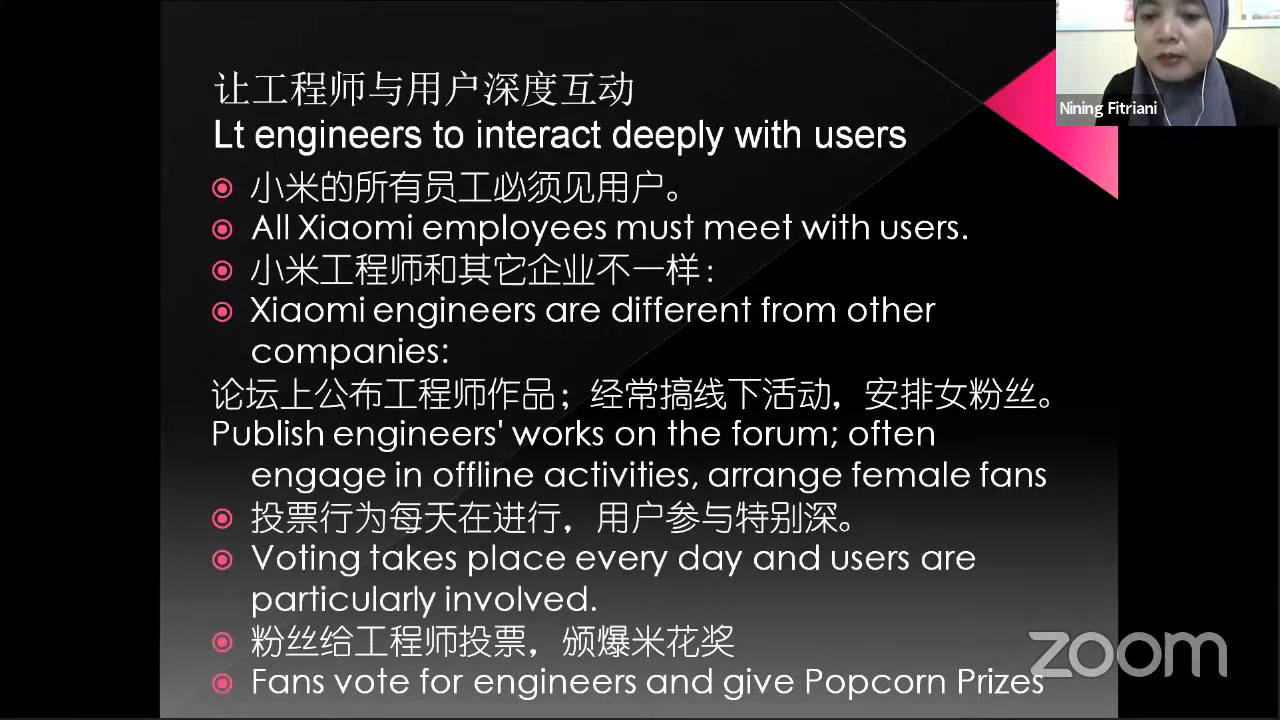 让工程师与用户深度互动
Lt engineers to interact deeply with users
小米的所有员工必须见用户。
All Xiaomi employees must meet with users.
小米工程师和其它企业不一样：
Xiaomi engineers are different from other
companies:
论坛上公布工程师作品；经常搞线下活动，安排女粉丝。
Publish engineers' works on the forum; often
engage in offline activities, arrange female fans
投票行为每天在进行，用户参与特别深。
Voting takes place every day and users are
particularly involved.
粉丝给工程师投票，颁爆米花奖
Fans vote for engineers and give Popcorn Prizes
Nining Fitriani
zoom